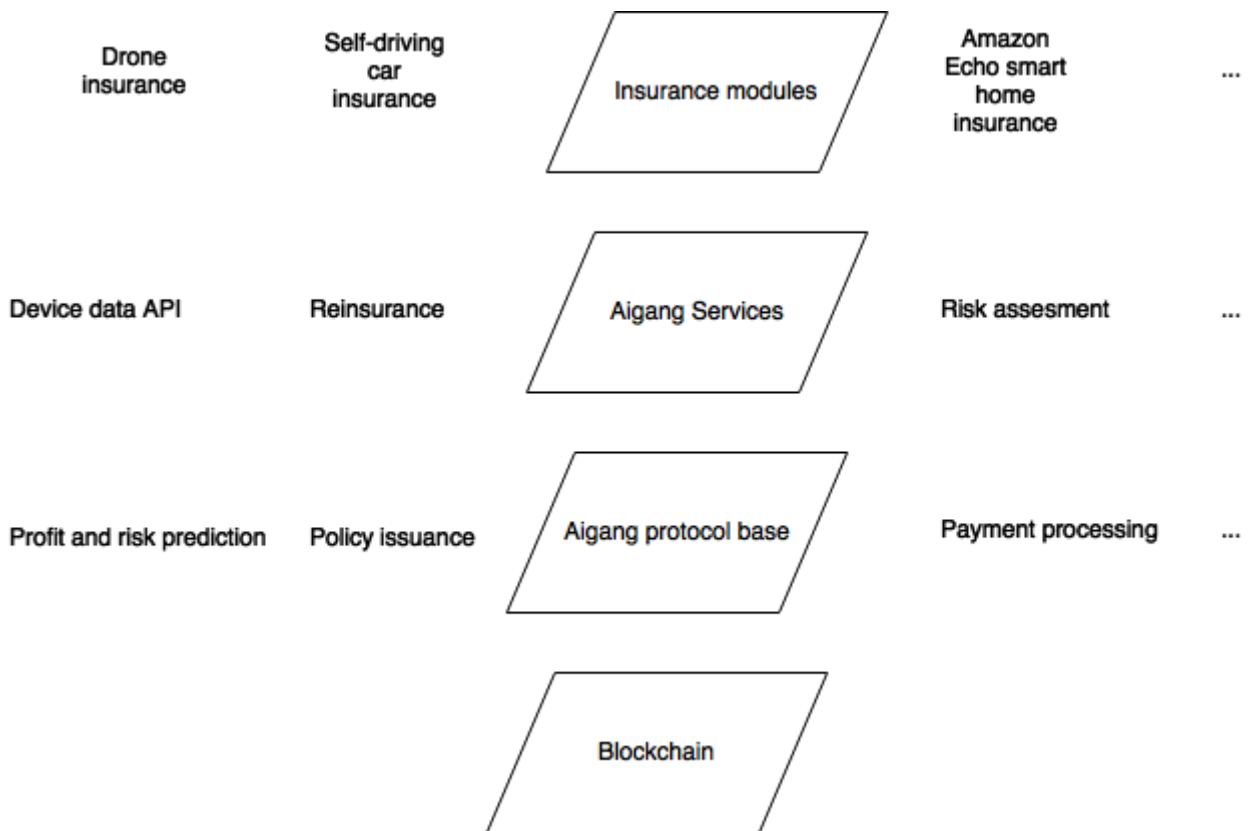 Drone
insurance
Self-driving
car
insurance
Insurance modules
Amazon
Echo smart
home
insurance
...
Device data API
Reinsurance
Aigang Services
Risk assesment
...
Profit and risk prediction
Policy issuance
Aigang protocol base
Payment processing
...
Blockchain